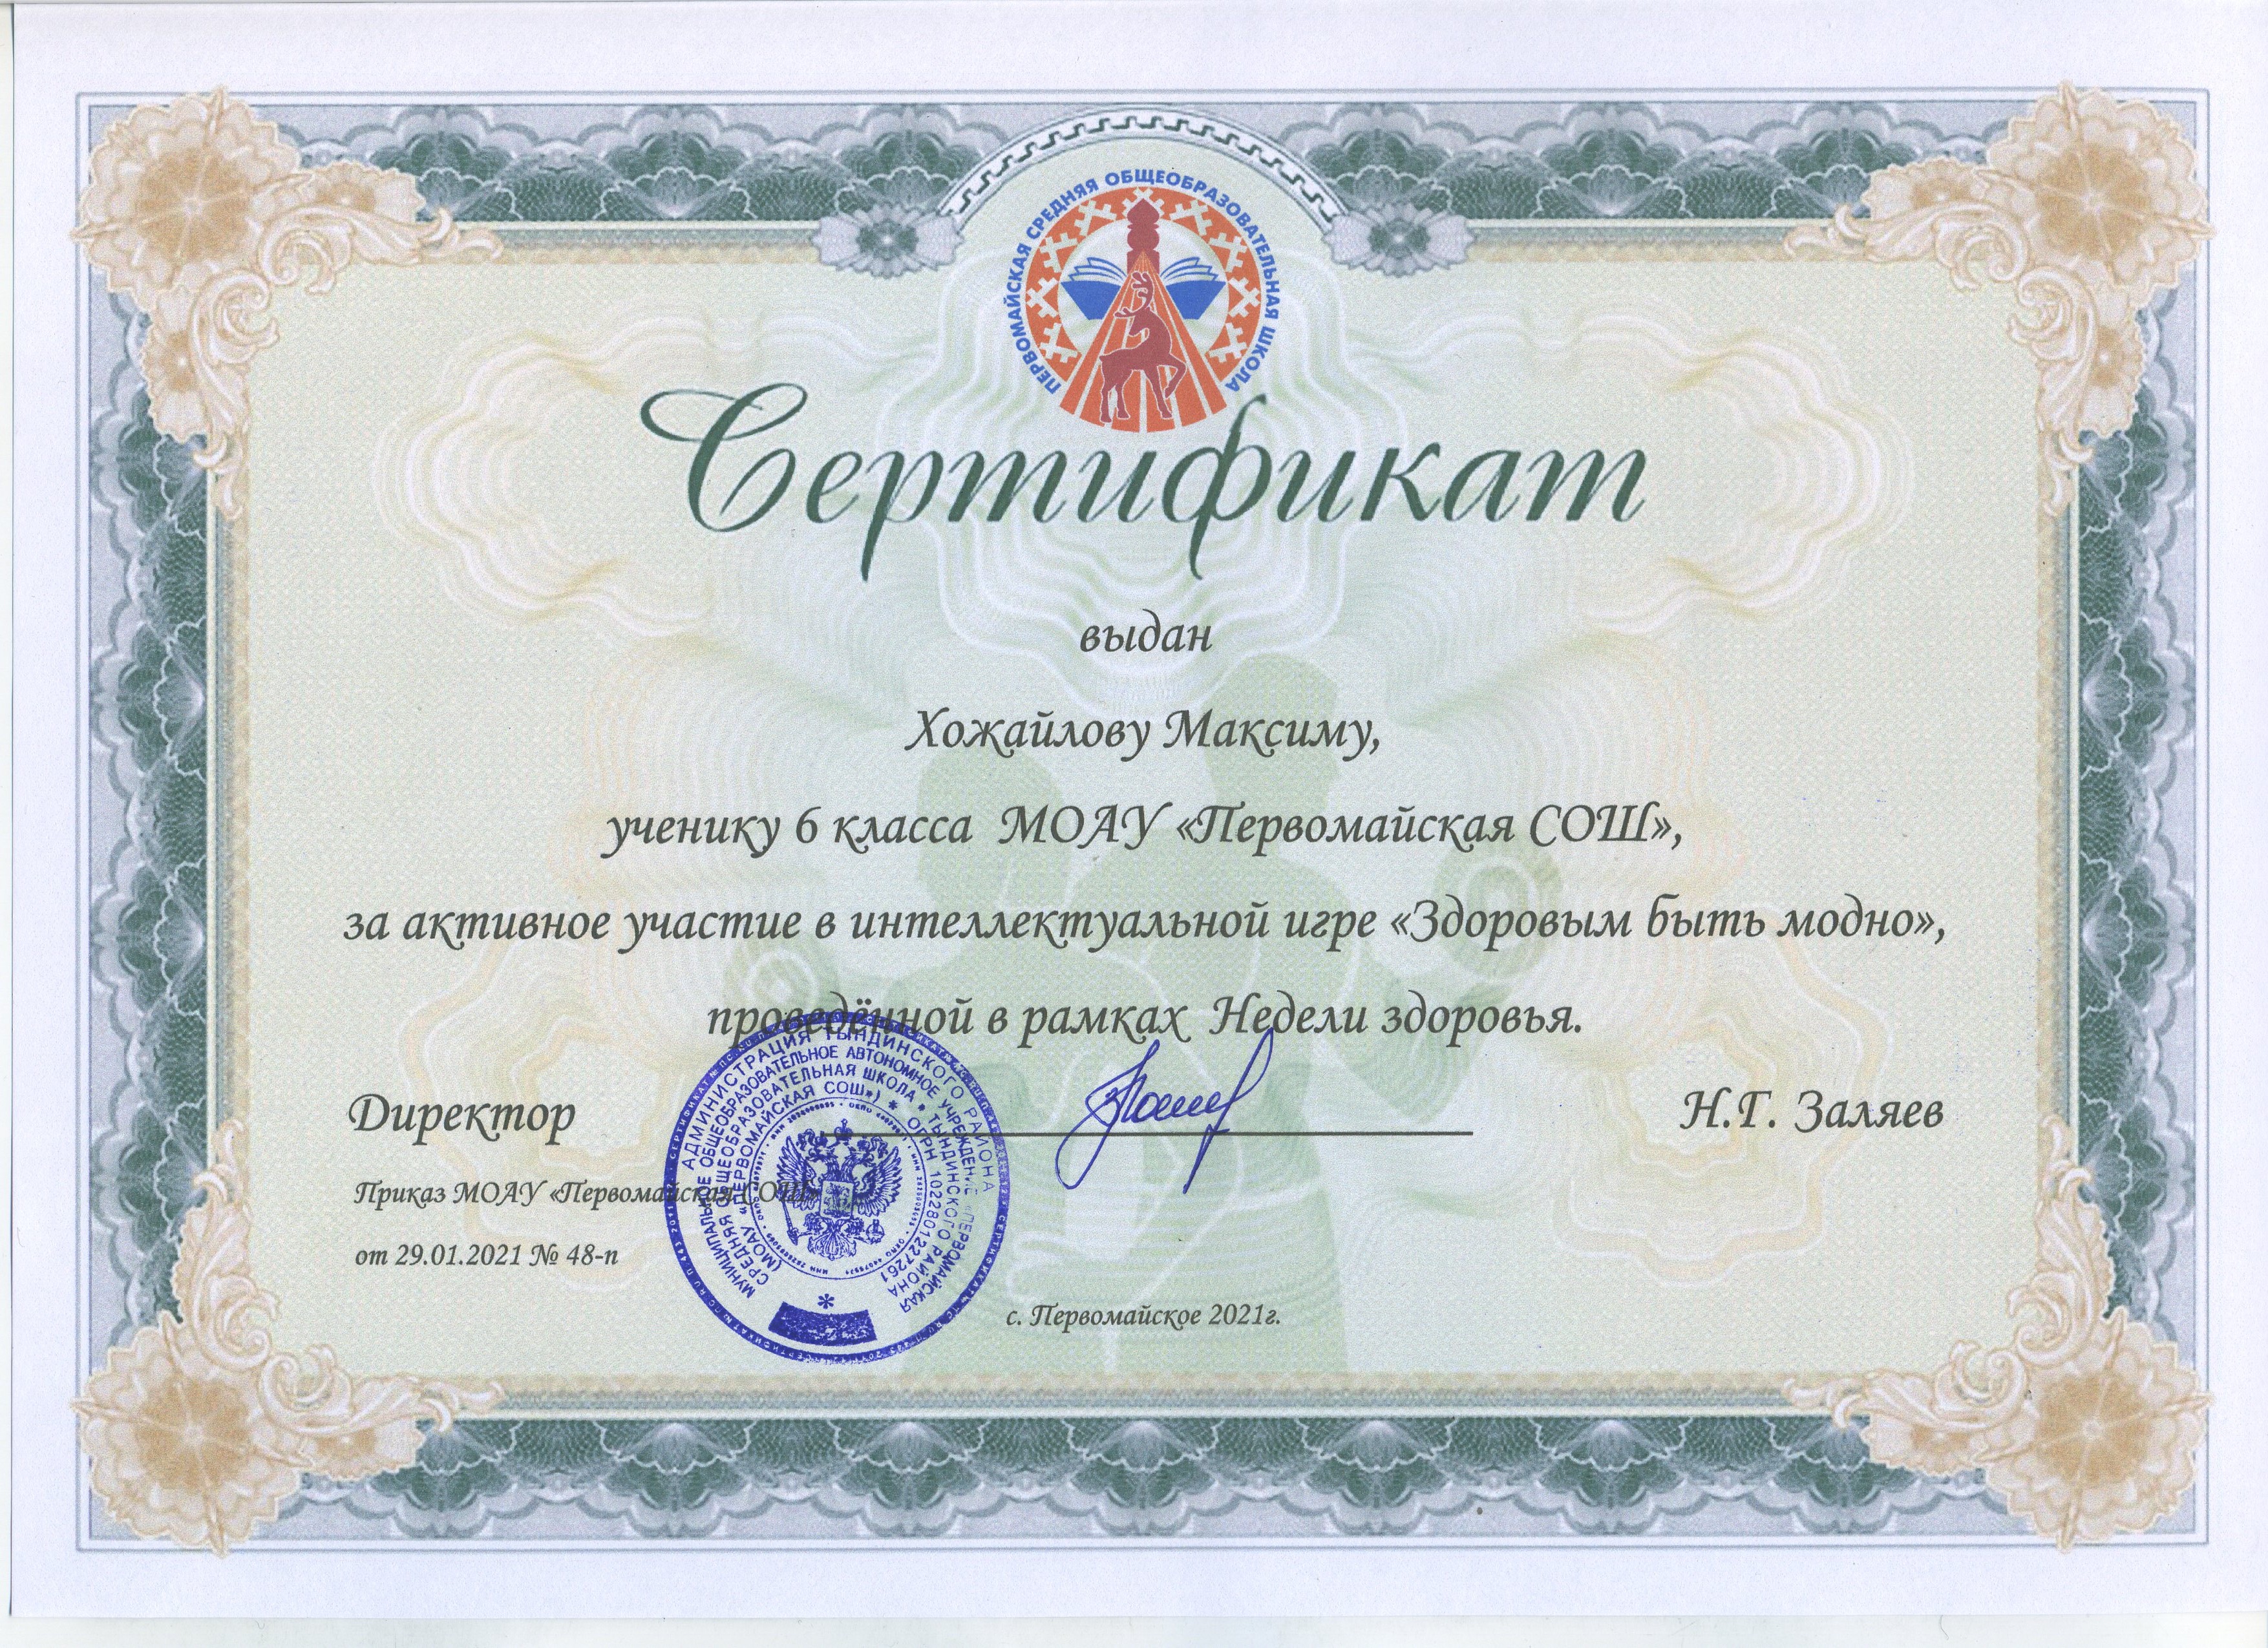 ПЕРВОМАЙСКАЯ СРЕДНЯЯ ОБЩЕОБРАЗОВАТЕЛЬНАЯ ШКОЛА
Сертификат
выдан
Хожайлову Максиму,
ученику 6 класса МОАУ «Первомайская СОШ»,
за активное участие в интеллектуальной игре «Здоровым быть модно»,
проведённой в рамках Недели здоровья.
Директор
Н.Г. Заляев
Приказ МОАУ «Первомайская СОШ»
от 29.01.2021 № 48-п
АДМИНИСТРАЦИЯ ТЫНДИНСКОГО РАЙОНА
МУНИЦИПАЛЬНОЕ ОБЩЕОБРАЗОВАТЕЛЬНОЕ АВТОНОМНОЕ УЧРЕЖДЕНИЕ «ПЕРВОМАЙСКАЯ
СРЕДНЯЯ ОБЩЕОБРАЗОВАТЕЛЬНАЯ ШКОЛА» ТЫНДИНСКОГО РАЙОНА
(МОАУ «ПЕРВОМАЙСКАЯ СОШ») * ОГРН 1022801227261
с. Первомайское 2021г.